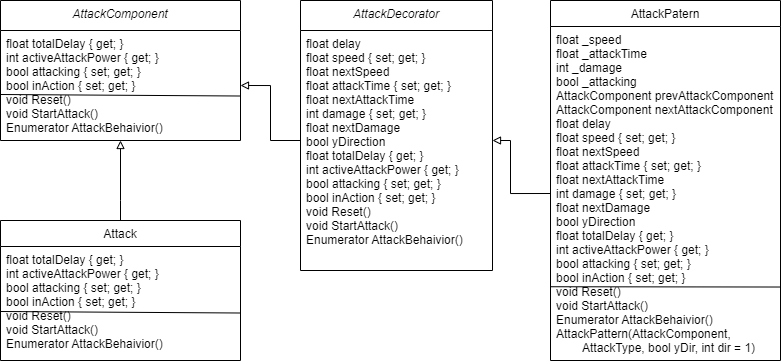 AttackComponent
float totalDelay { get; }
int activeAttackPower { get; }
bool attacking { set; get; }
bool inAction { set; get; }
void Reset()
void StartAttack()
Enumerator AttackBehaivior()
Attack
float totalDelay { get; }
int activeAttackPower { get; }
bool attacking { set; get; }
bool inAction { set; get; }
void Reset()
void StartAttack()
Enumerator AttackBehaivior()
AttackDecorator
float delay
float speed { set; get; }
float nextSpeed
float attackTime { set; get; }
float nextAttackTime
int damage { set; get; }
float nextDamage
bool yDirection
float totalDelay { get; }
int activeAttackPower { get; }
bool attacking { set; get; }
bool inAction { set; get; }
void Reset()
void StartAttack()
Enumerator AttackBehaivior()
AttackPatern
float _speed
float _attackTime
int _damage
bool _attacking
AttackComponent prevAttackComponent
AttackComponent nextAttackComponent
float delay
float speed { set; get; }
float nextSpeed
float attackTime { set; get; }
float nextAttackTime
int damage { set; get; }
float nextDamage
bool yDirection
float totalDelay { get; }
int activeAttackPower { get; }
bool attacking { set; get; }
bool inAction { set; get; }
void Reset()
void StartAttack()
Enumerator AttackBehaivior()
AttackPattern(AttackComponent,
AttackType, bool yDir, int dir = 1)